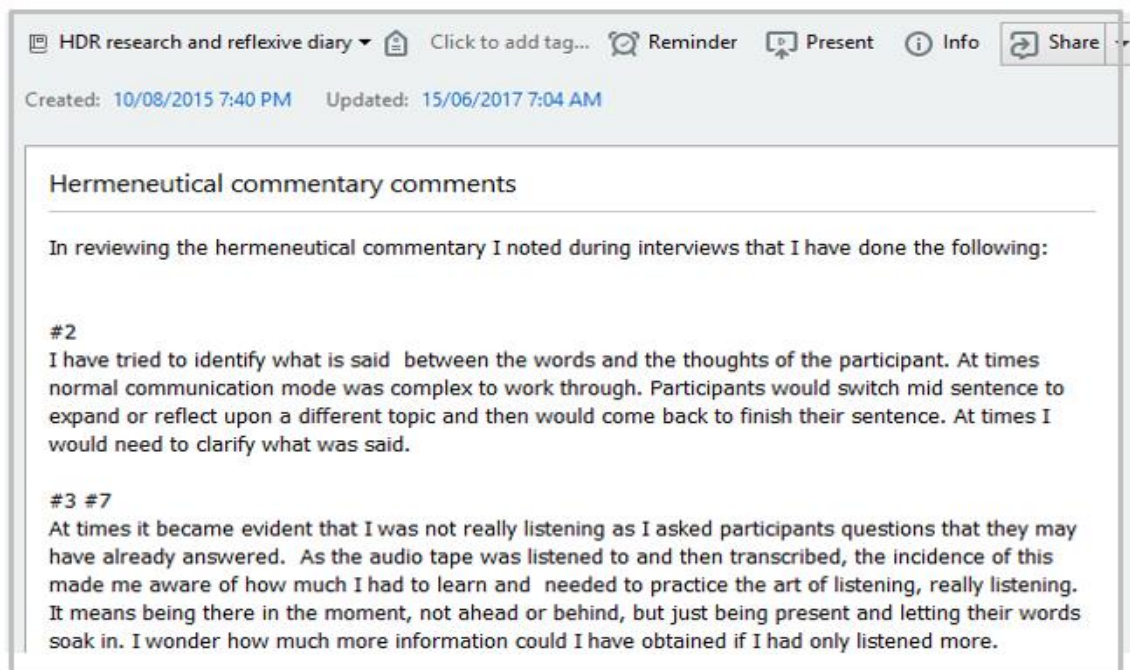 HDR research and reflexive diary Click to add tag... Reminder Present Info Share
Created: 10/08/2015 7:40 PM Updated: 15/06/2017 7:04 AM
Hermeneutical commentary comments
In reviewing the hermeneutical commentary I noted during interviews that I have done the following:
#2
I have tried to identify what is said between the words and the thoughts of the participant. At times
normal communication mode was complex to work through. Participants would switch mid sentence to
expand or reflect upon a different topic and then would come back to finish their sentence. At times I
would need to clarify what was said.
#3 #7
At times it became evident that I was not really listening as I asked participants questions that they may
have already answered. As the audio tape was listened to and then transcribed, the incidence of this
made me aware of how much I had to learn and needed to practice the art of listening, really listening.
It means being there in the moment, not ahead or behind, but just being present and letting their words
soak in. I wonder how much more information could I have obtained if I had only listened more.